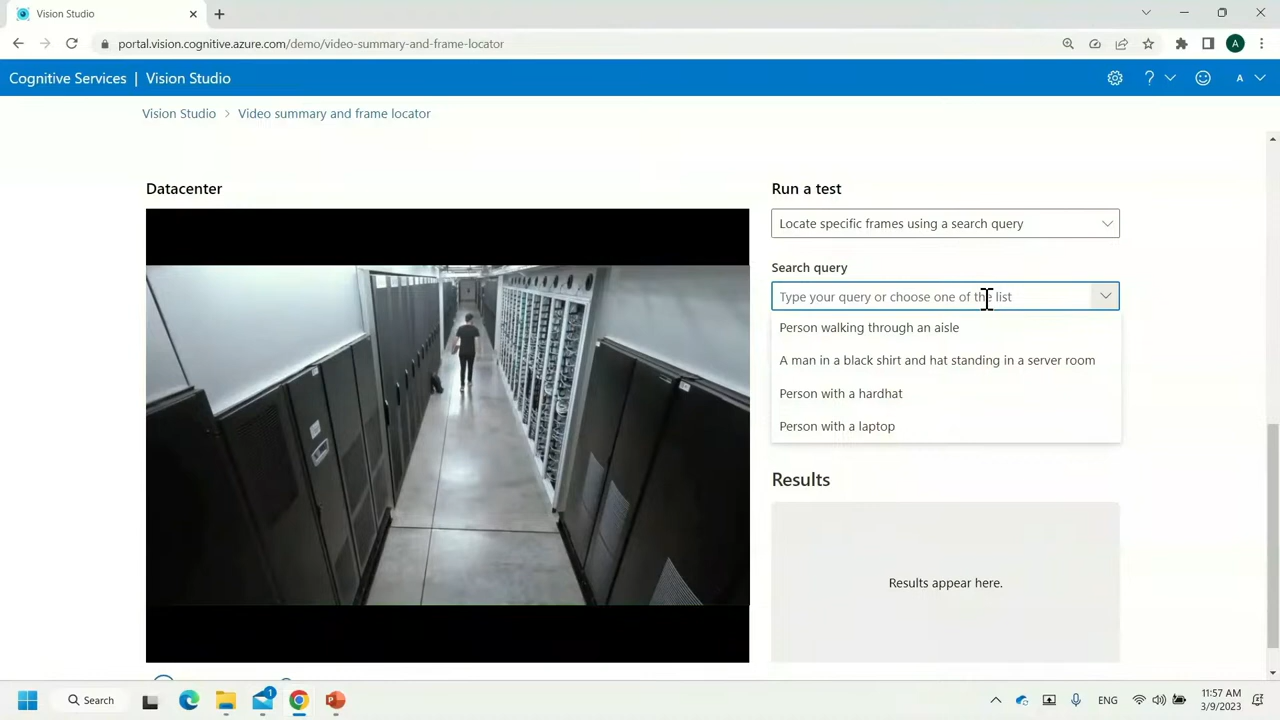 Vision Studio
portal.vision.cognitive.azure.com/demo/video-summary-and-frame-locator
A
Cognitive Services | Vision Studio
?
A
Vision Studio > Video summary and frame locator
Datacenter
Run a test
Locate specific frames using a search query
Search query
Type your query or choose one of the list
Person walking through an aisle
A man in a black shirt and hat standing in a server room
Person with a hardhat
Person with a laptop
Results
Results appear here.
Search
1
ENG
11:57 AM
3/9/2023